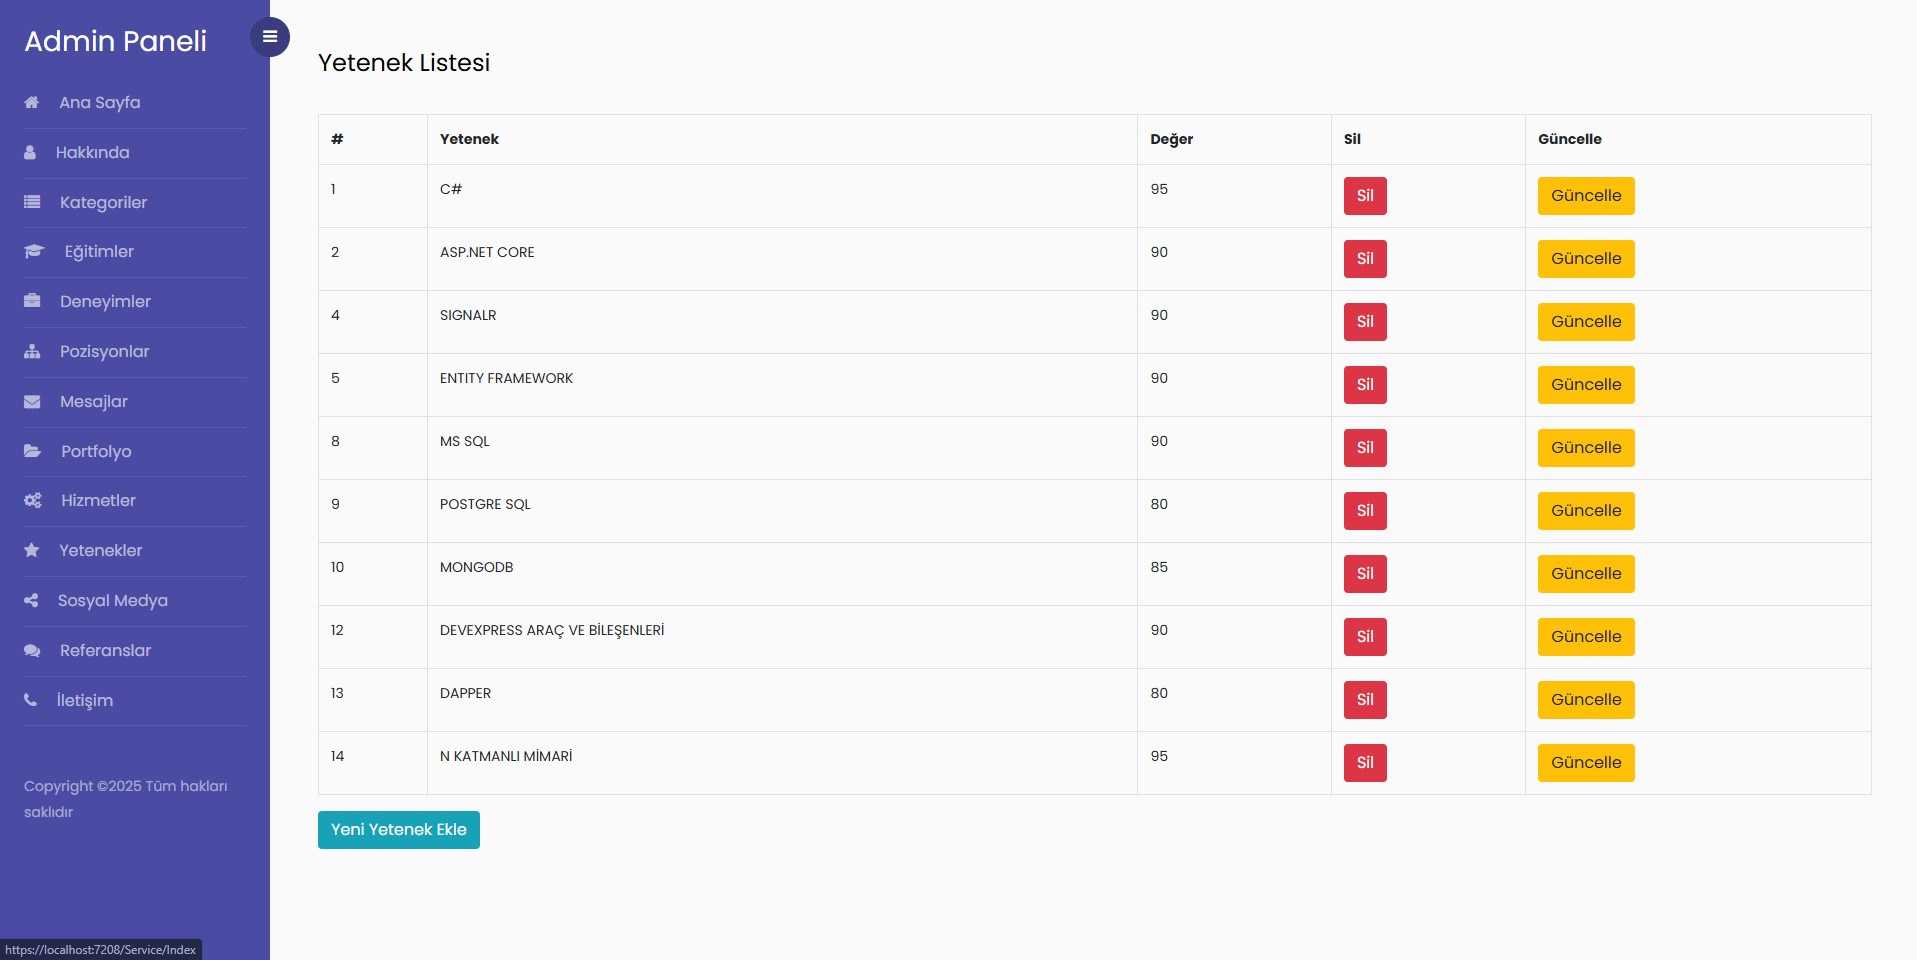 Admin Paneli
Ana Sayfa
Hakkında
Kategoriler
Eğitimler
Deneyimler
Pozisyonlar
Mesajlar
Portfolyo
Hizmetler
Yetenekler
Sosyal Medya
Referanslar
İletişim
Copyright ©2025 Tüm hakları
saklıdır
https://localhost:7208/Service/Index
Yetenek Listesi
# Yetenek Değer Sil Güncelle
1 C# 95 Sil Güncelle
2 ASP.NET CORE 90 Sil Güncelle
4 SIGNALR 90 Sil Güncelle
5 ENTITY FRAMEWORK 90 Sil Güncelle
8 MS SQL 90 Sil Güncelle
9 POSTGRE SQL 80 Sil Güncelle
10 MONGODB 85 Sil Güncelle
12 DEVEXPRESS ARAÇ VE BİLEŞENLERİ 90 Sil Güncelle
13 DAPPER 80 Sil Güncelle
14 N KATMANLI MİMARİ 95 Sil Güncelle
Yeni Yetenek Ekle